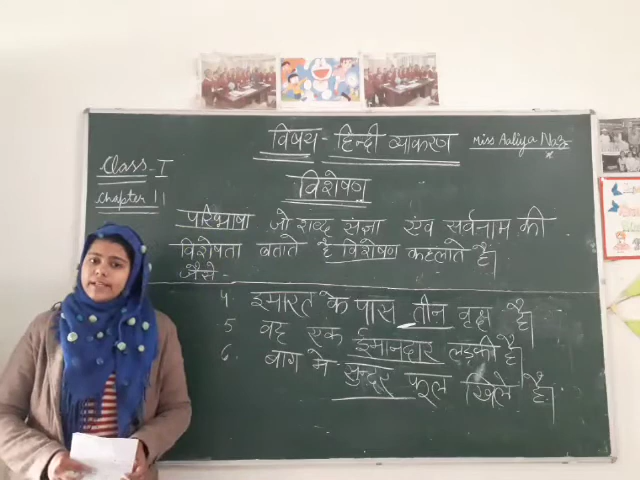 विषय - हिन्दी व्याकरण
Miss Aaliya Naz
Class - I
Chapter 11
विशेषण
परिभाषा जो शब्द संज्ञा एंव सर्वनाम की
विशेषता बताते है विशेषण कहलाते हैं।
जैसे -
4. इमारत के पास तीन वृक्ष है।
5. वह एक ईमानदार लड़की है।
6. बाग मे सुन्दर फूल खिले है।